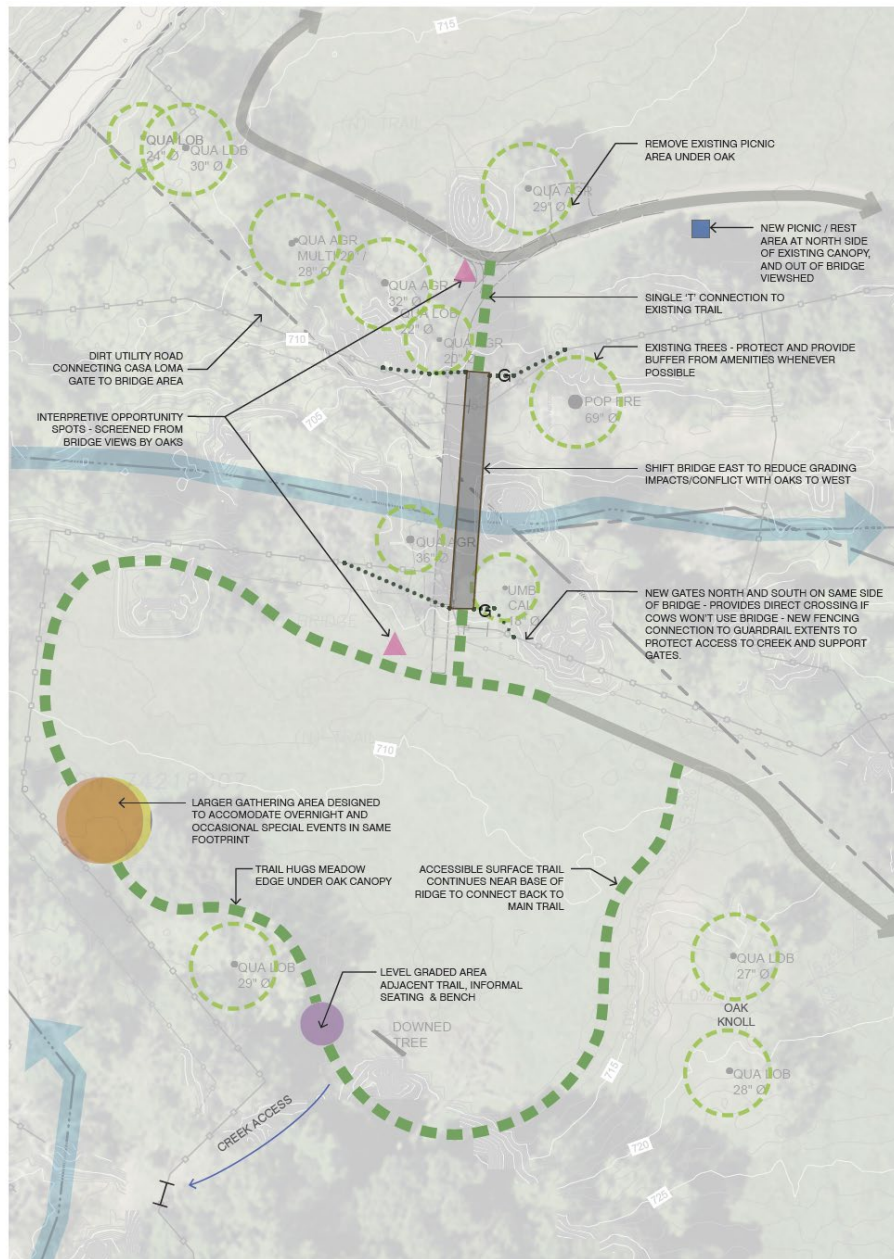 715
QUA LOB
24" Ø
QUA LOB
30" Ø
REMOVE EXISTING PICNIC
AREA UNDER OAK
QUA AGR
29" Ø
NEW PICNIC / REST
AREA AT NORTH SIDE
OF EXISTING CANOPY,
AND OUT OF BRIDGE
VIEWSHED
QUA AGR
28" Ø
QUA AGR
32" Ø
QUA LOB
SINGLE 'T' CONNECTION TO
EXISTING TRAIL
710
QUA AGR
20" Ø
DIRT UTILITY ROAD
CONNECTING CASA LOMA
GATE TO BRIDGE AREA
EXISTING TREES - PROTECT AND PROVIDE
BUFFER FROM AMENITIES WHENEVER
POSSIBLE
G
POP FRE
69" Ø
INTERPRETIVE OPPORTUNITY
SPOTS - SCREENED FROM
BRIDGE VIEWS BY OAKS
705
SHIFT BRIDGE EAST TO REDUCE GRADING
IMPACTS/CONFLICT WITH OAKS TO WEST
QUA AGR
36" Ø
UMB
CAL
G
NEW GATES NORTH AND SOUTH ON SAME SIDE
OF BRIDGE - PROVIDES DIRECT CROSSING IF
COWS WON'T USE BRIDGE - NEW FENCING
CONNECTION TO GUARDRAIL EXTENTS TO
PROTECT ACCESS TO CREEK AND SUPPORT
GATES.
710
LARGER GATHERING AREA DESIGNED
TO ACCOMODATE OVERNIGHT AND
OCCASIONAL SPECIAL EVENTS IN SAME
FOOTPRINT
TRAIL HUGS MEADOW
EDGE UNDER OAK CANOPY
ACCESSIBLE SURFACE TRAIL
CONTINUES NEAR BASE OF
RIDGE TO CONNECT BACK TO
MAIN TRAIL
QUA LOB
29" Ø
QUA LOB
27" Ø
LEVEL GRADED AREA
ADJACENT TRAIL, INFORMAL
SEATING & BENCH
OAK
KNOLL
DOWNED
TREE
QUA LOB
28" Ø
715
CREEK ACCESS
720
725